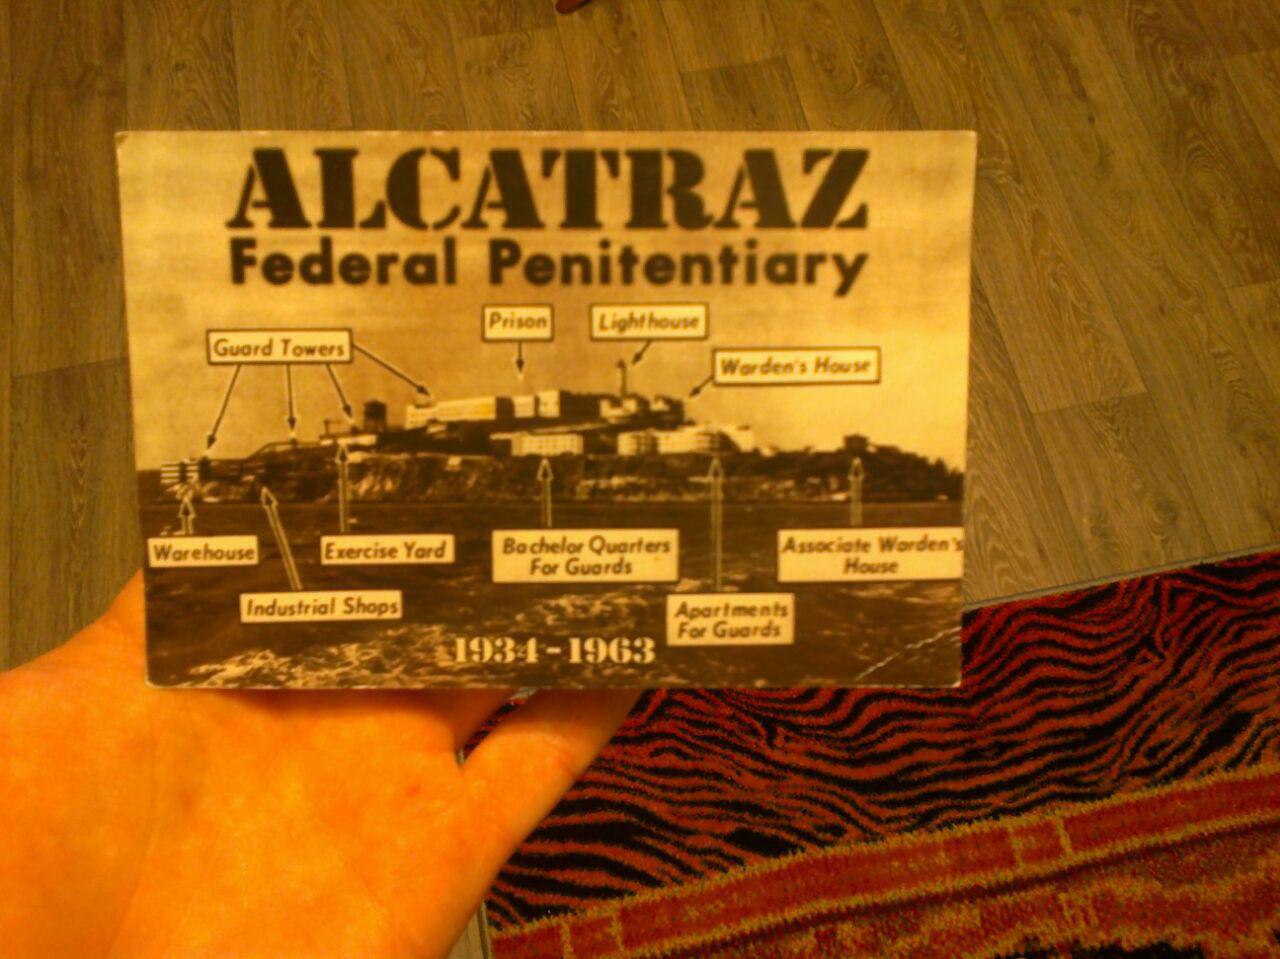 ALCATRAZ
Federal Penitentiary
Prison
Lighthouse
Guard Towers
Warden's House
Warehouse
Exercise Yard
Bachelor Quarters
For Guards
Associate Warden's
House
Industrial Shops
Apartments
For Guards
1934-1963